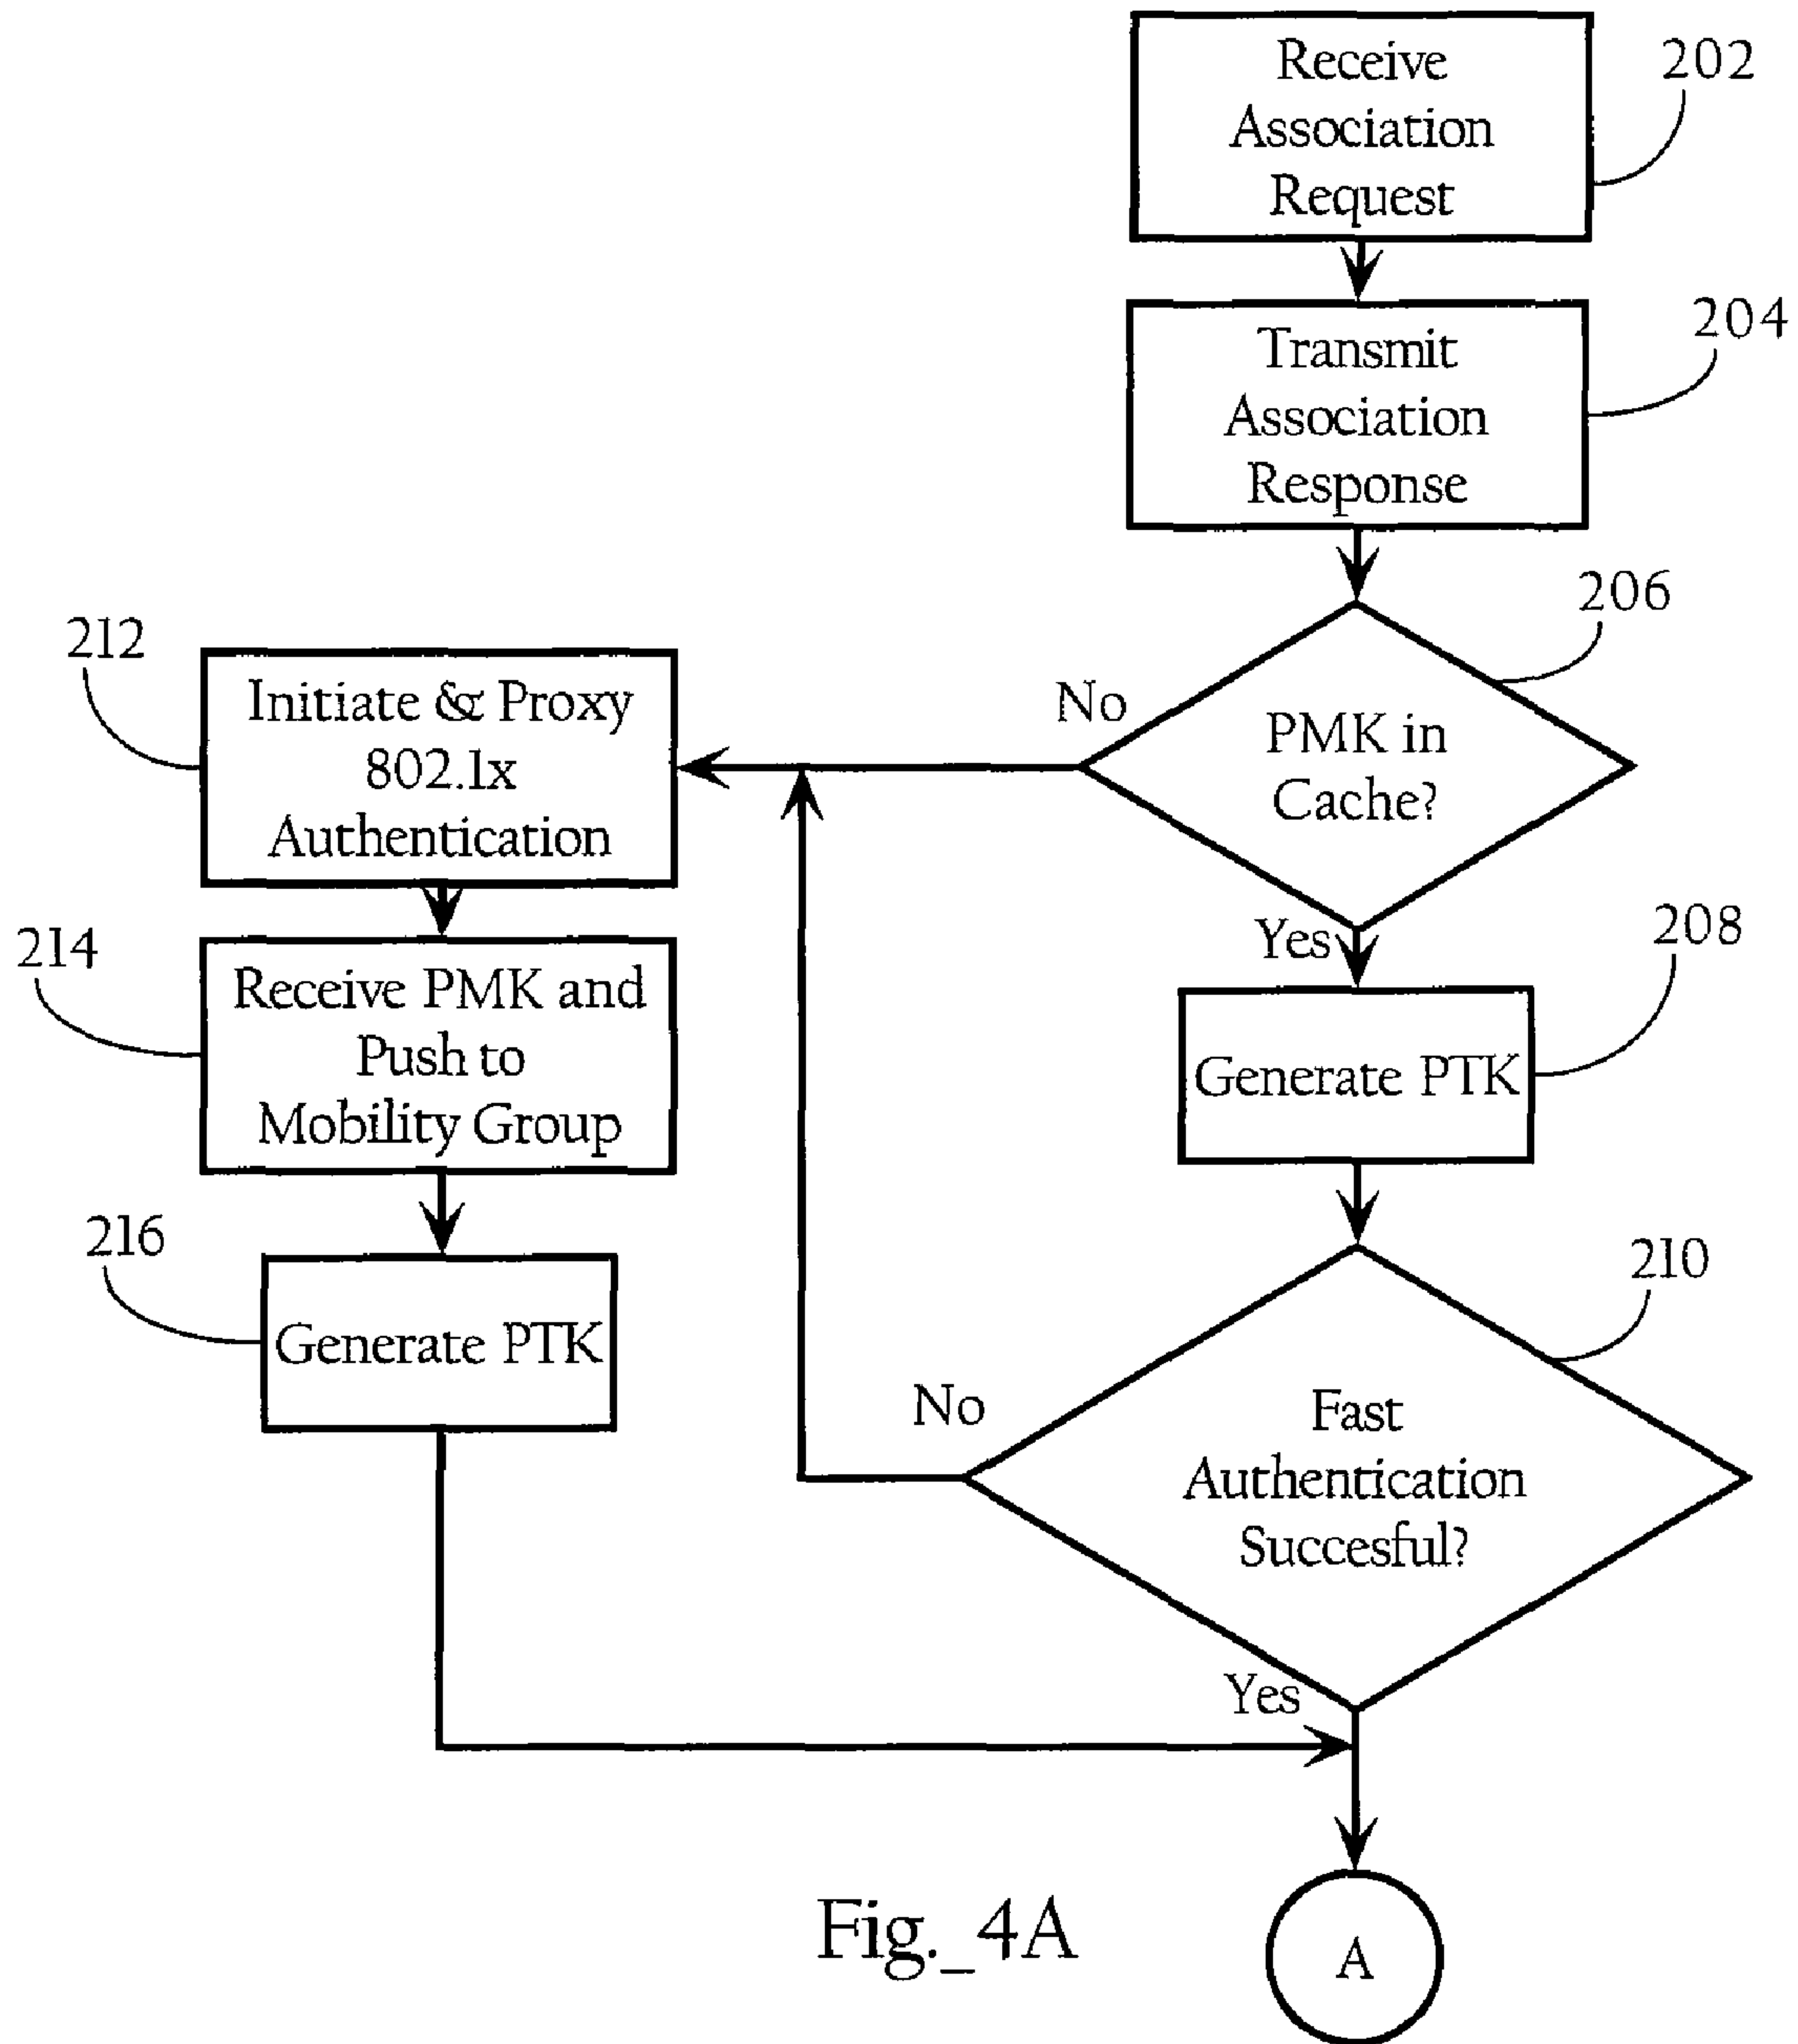 Receive
Association
Request
202
Transmit
Association
Response
204
206
PMK in
Cache?
No
Yes
212
Initiate & Proxy
802.1x
Authentication
214
Receive PMK and
Push to
Mobility Group
208
Generate PTK
216
Generate PTK
210
Fast
Authentication
Succesful?
No
Yes
A
Fig._4A